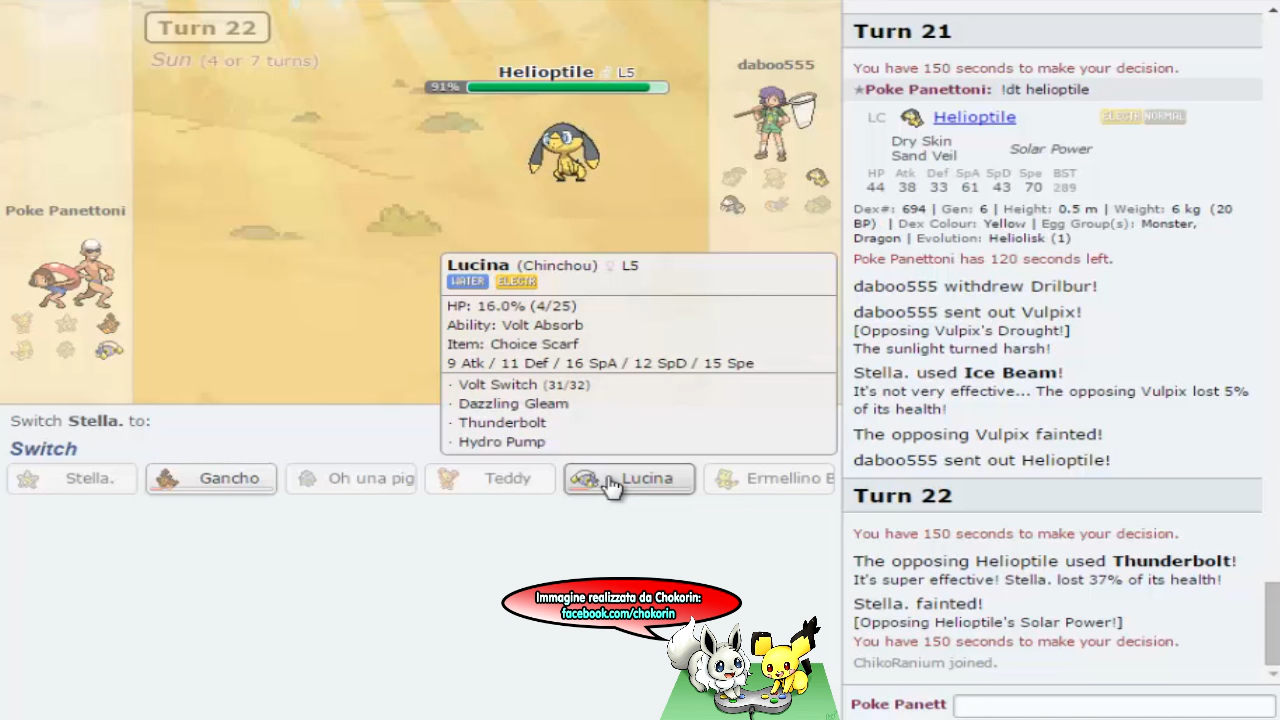 Turn 22
Sun (4 or 7 turns)
Helioptile ♂ L5
91%
daboo555
Poke Panettoni
Lucina (Chinchou) ♀ L5
WATER ELECTR
HP: 16.0% (4/25)
Ability: Volt Absorb
Item: Choice Scarf
9 Atk / 11 Def / 16 SpA / 12 SpD / 15 Spe
· Volt Switch (31/32)
· Dazzling Gleam
· Thunderbolt
· Hydro Pump
Switch Stella. to:
Switch
Stella.
Gancho
Oh una pig
Teddy
Lucina
Ermellino B
Immagine realizzata da Chokorin:
facebook.com/chokorin
Turn 21
You have 150 seconds to make your decision.
★Poke Panettoni: !dt helioptile
LC Helioptile ELECTR NORMAL
Dry Skin
Sand Veil Solar Power
HP Atk Def SpA SpD Spe BST
44 38 33 61 43 70 289
Dex#: 694 | Gen: 6 | Height: 0.5 m | Weight: 6 kg (20
BP) | Dex Colour: Yellow | Egg Group(s): Monster,
Dragon | Evolution: Heliolisk (1)
Poke Panettoni has 120 seconds left.
daboo555 withdrew Drilbur!
daboo555 sent out Vulpix!
[Opposing Vulpix's Drought!]
The sunlight turned harsh!
Stella. used Ice Beam!
It's not very effective... The opposing Vulpix lost 5%
of its health!
The opposing Vulpix fainted!
daboo555 sent out Helioptile!
Turn 22
You have 150 seconds to make your decision.
The opposing Helioptile used Thunderbolt!
It's super effective! Stella. lost 37% of its health!
Stella. fainted!
[Opposing Helioptile's Solar Power!]
You have 150 seconds to make your decision.
ChikoRanium joined.
Poke Panett